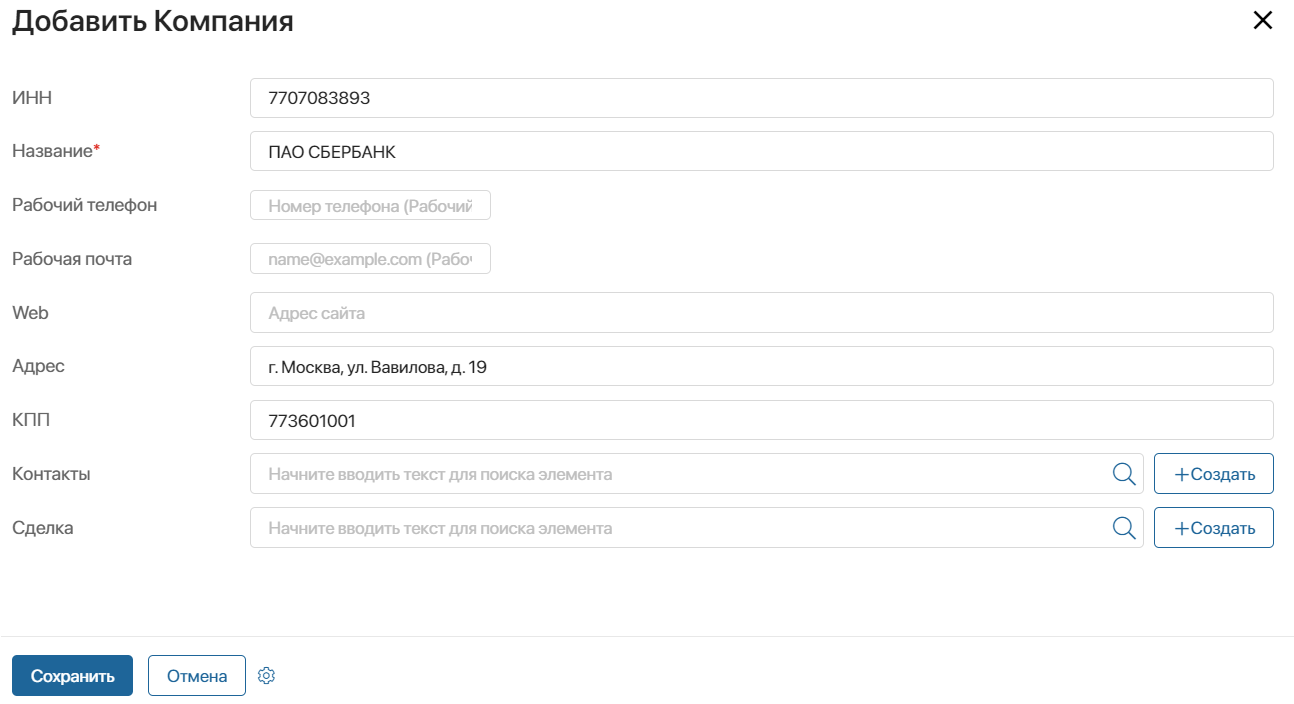 Добавить Компания
ИНН 7707083893
Название* ПАО СБЕРБАНК
Рабочий телефон Номер телефона (Рабочий
Рабочая почта name@example.com (Рабо
Web Адрес сайта
Адрес г. Москва, ул. Вавилова, д. 19
КПП 773601001
Контакты Начните вводить текст для поиска элемента +Создать
Сделка Начните вводить текст для поиска элемента +Создать
Сохранить Отмена